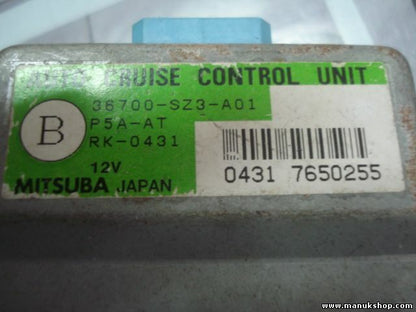 CRUISE CONTROL UNIT
B
36700-SZ3-A01
P5A-AT
RK-0431
12V
MITSUBA JAPAN
0431 7650255
www.manukshop.com